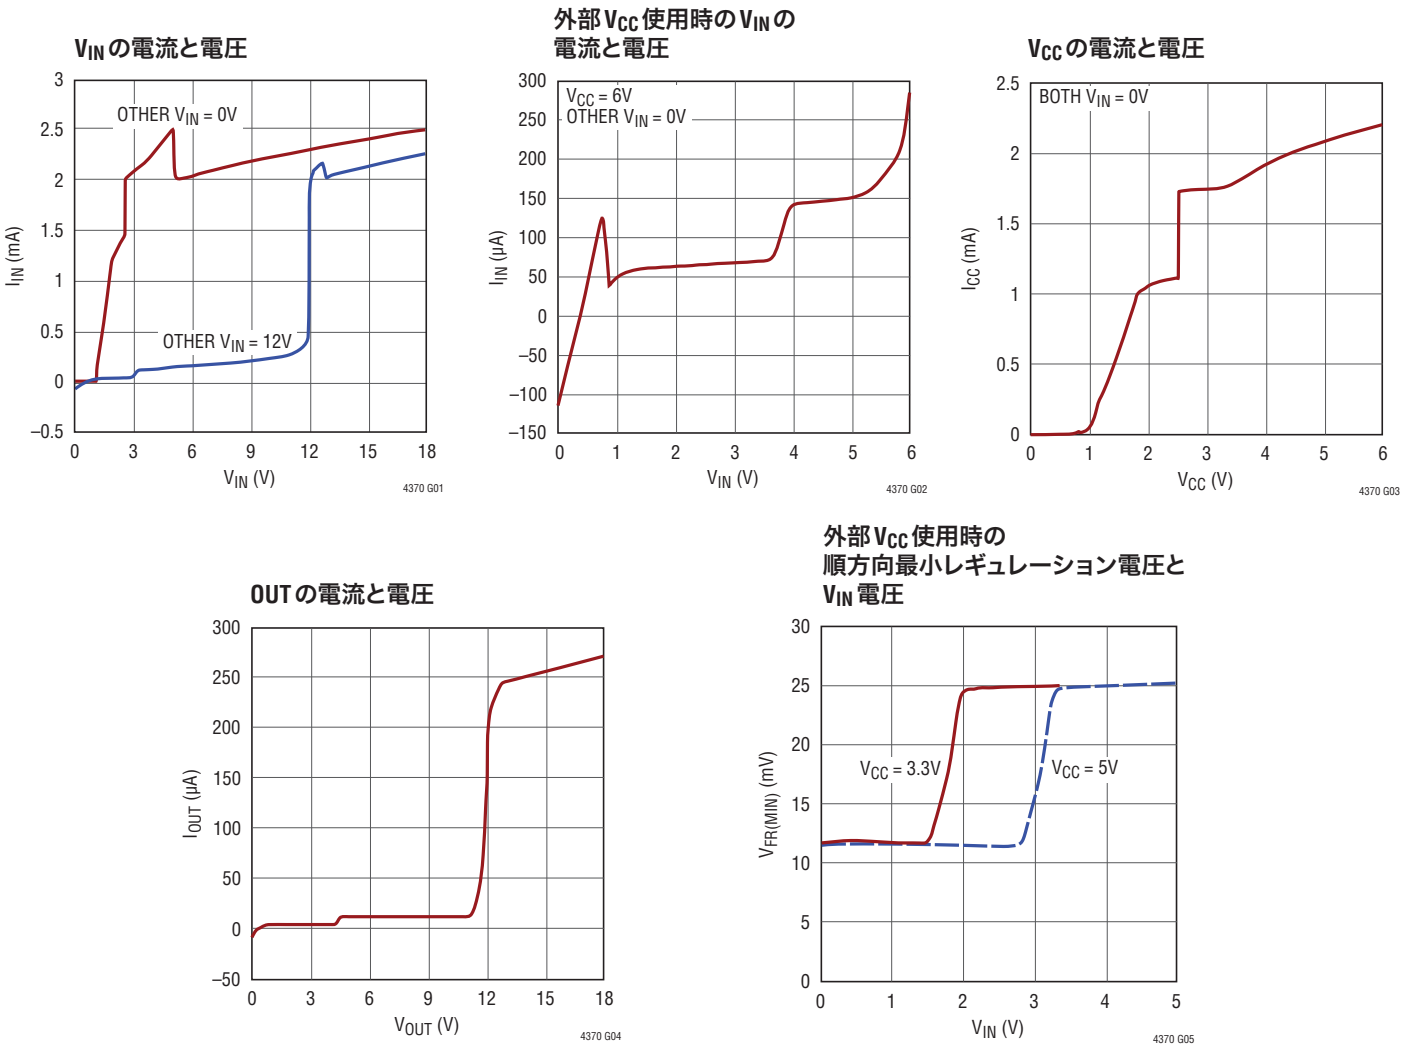 VINの電流と電圧
3
2.5
2
1.5
1
0.5
0
–0.5
IIN (mA)
OTHER VIN = 0V
OTHER VIN = 12V
0 3 6 9 12 15 18
VIN (V)
4370 G01
外部VCC使用時のVINの
電流と電圧
300
250
200
150
100
50
0
–50
–100
–150
IIN (µA)
VCC = 6V
OTHER VIN = 0V
0 1 2 3 4 5 6
VIN (V)
4370 G02
VCCの電流と電圧
2.5
2
1.5
1
0.5
0
ICC (mA)
BOTH VIN = 0V
0 1 2 3 4 5 6
VCC (V)
4370 G03
OUTの電流と電圧
300
250
200
150
100
50
0
–50
IOUT (µA)
0 3 6 9 12 15 18
VOUT (V)
4370 G04
外部VCC使用時の
順方向最小レギュレーション電圧と
VIN電圧
30
25
20
15
10
5
0
VFR(MIN) (mV)
VCC = 3.3V
VCC = 5V
0 1 2 3 4 5
VIN (V)
4370 G05